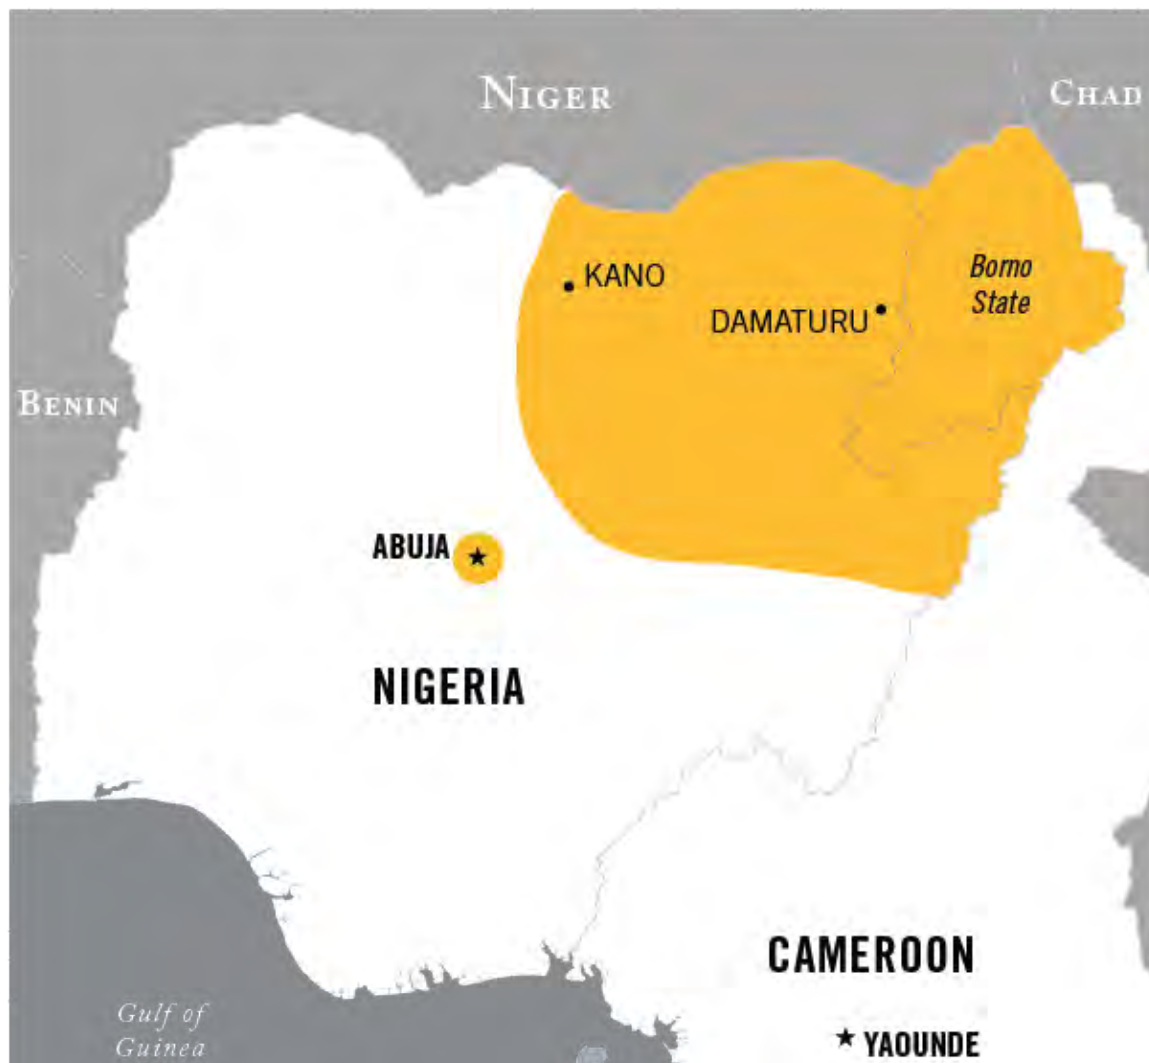 NIGER
CHAD
KANO
Borno
State
DAMATURU
BENIN
ABUJA
NIGERIA
CAMEROON
Gulf of
Guinea
YAOUNDE